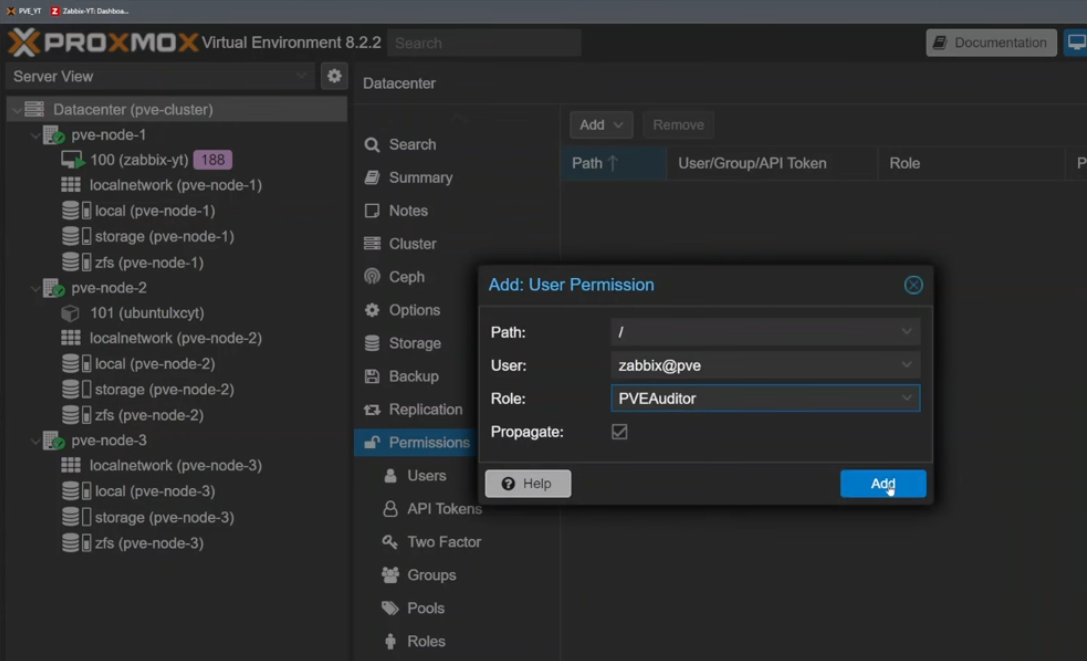 PVE_YT Zabbix-YT: Dashboa...
PROXMOX Virtual Environment 8.2.2 Search Documentation
Server View
Datacenter (pve-cluster)
pve-node-1
100 (zabbix-yt) 188
localnetwork (pve-node-1)
local (pve-node-1)
storage (pve-node-1)
zfs (pve-node-1)
pve-node-2
101 (ubuntulxcyt)
localnetwork (pve-node-2)
local (pve-node-2)
storage (pve-node-2)
zfs (pve-node-2)
pve-node-3
localnetwork (pve-node-3)
local (pve-node-3)
storage (pve-node-3)
zfs (pve-node-3)
Datacenter
Search
Summary
Notes
Cluster
Ceph
Options
Storage
Backup
Replication
Permissions
Users
API Tokens
Two Factor
Groups
Pools
Roles
Add Remove
Path User/Group/API Token Role P
Add: User Permission
Path: /
User: zabbix@pve
Role: PVEAuditor
Propagate:
Help Add